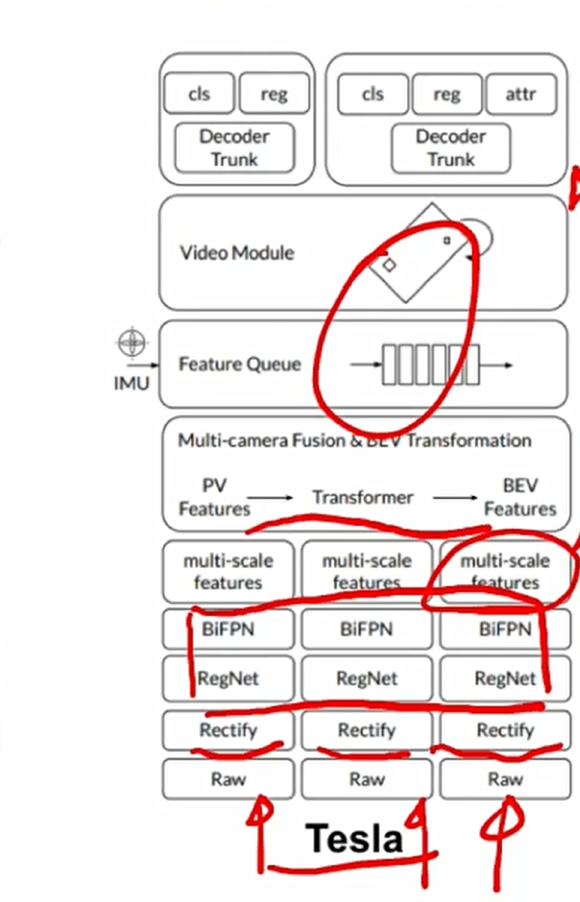 cls reg cls reg attr
Decoder Trunk Decoder Trunk
Video Module
IMU
Feature Queue
Multi-camera Fusion & BEV Transformation
PV Features Transformer BEV Features
multi-scale features multi-scale features multi-scale features
BiFPN BiFPN BiFPN
RegNet RegNet RegNet
Rectify Rectify Rectify
Raw Raw Raw
Tesla